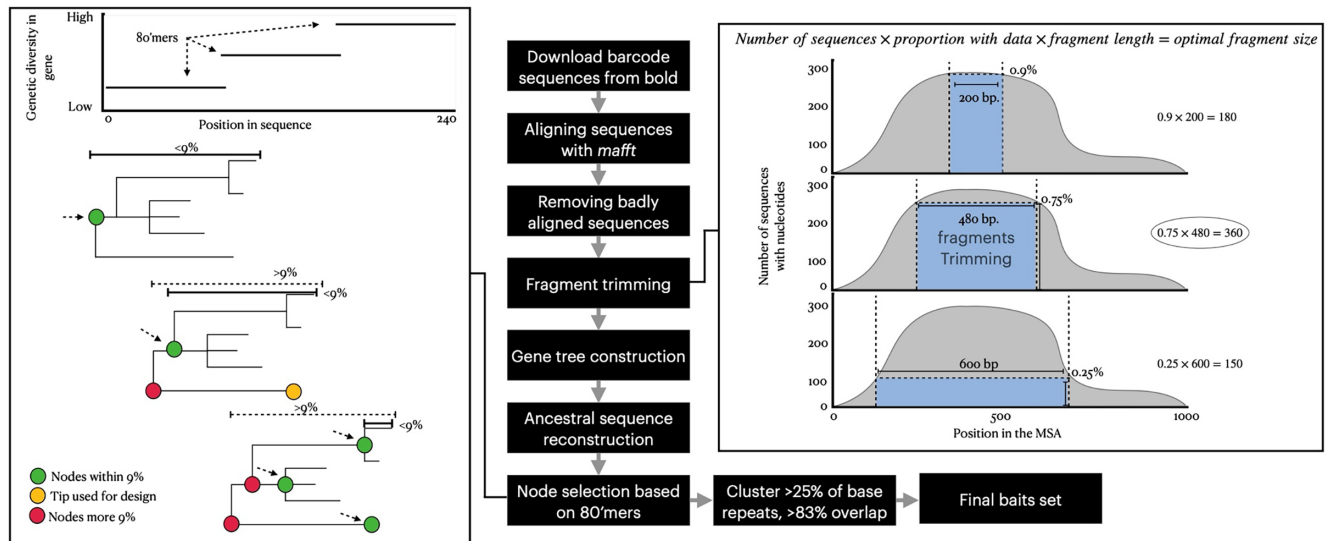 High
Genetic diversity in
gene
80'mers
Low
0
Position in sequence
240
<9%
>9%
<9%
>9%
<9%
Nodes within 9%
Tip used for design
Nodes more 9%
Download barcode
sequences from bold
Aligning sequences
with mafft
Removing badly
aligned sequences
Fragment trimming
Gene tree construction
Ancestral sequence
reconstruction
Node selection based
on 80'mers
Cluster >25% of base
repeats, >83% overlap
Final baits set
Number of sequences × proportion with data × fragment length = optimal fragment size
Number of sequences
with nucleotides
300
200
100
0
0.9%
200 bp.
0.9 × 200 = 180
300
200
100
0
0.75%
480 bp.
fragments
Trimming
0.75 × 480 = 360
300
200
100
0
600 bp
0.25%
0.25 × 600 = 150
0
500
1000
Position in the MSA